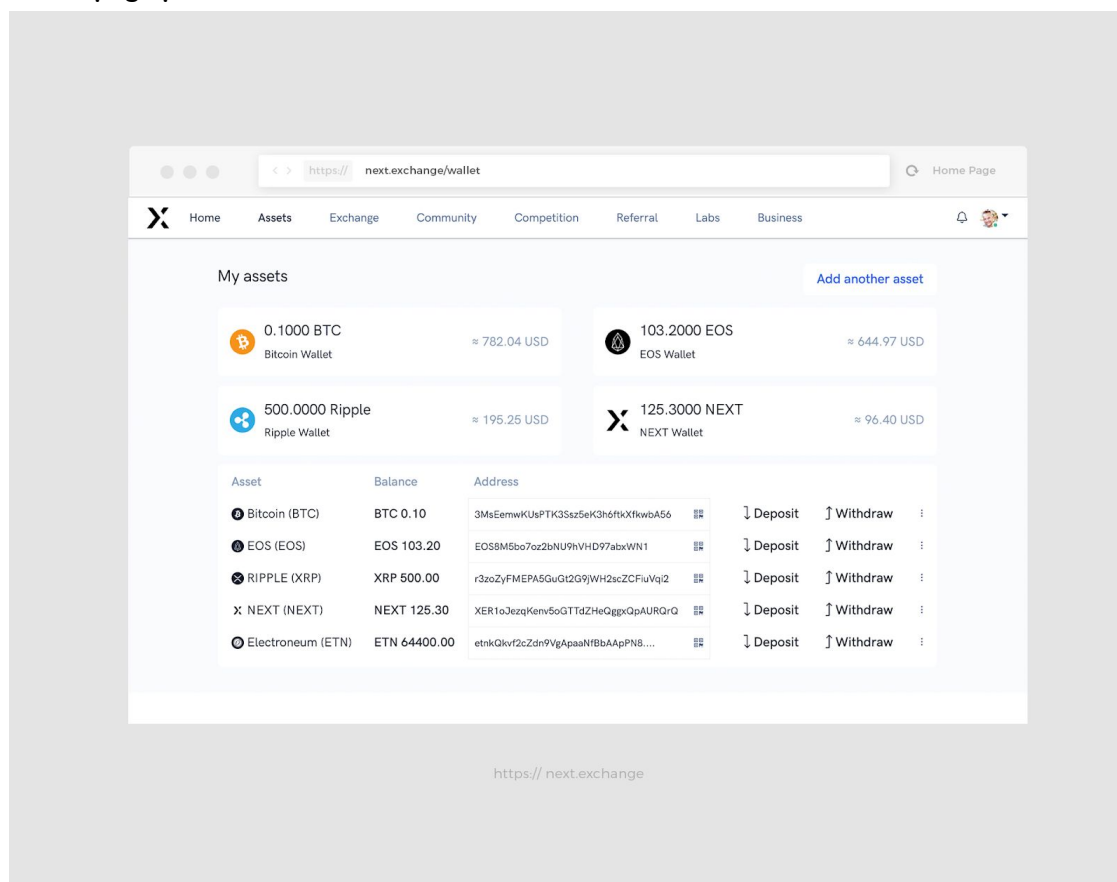 https://
next.exchange/wallet
Home Page
Home Assets Exchange Community Competition Referral Labs Business
My assets
Add another asset
0.1000 BTC
Bitcoin Wallet
≈ 782.04 USD
103.2000 EOS
EOS Wallet
≈ 644.97 USD
500.0000 Ripple
Ripple Wallet
≈ 195.25 USD
125.3000 NEXT
NEXT Wallet
≈ 96.40 USD
Asset Balance Address
Bitcoin (BTC) BTC 0.10 3MsEemwKUsPTK3Ssz5eK3h6ftkXfkwbA56 Deposit Withdraw
EOS (EOS) EOS 103.20 EOS8M5bo7oz2bNU9hVHD97abxWN1 Deposit Withdraw
RIPPLE (XRP) XRP 500.00 r3zoZyFMEPA5GuGt2G9jWH2scZCFiuVqi2 Deposit Withdraw
NEXT (NEXT) NEXT 125.30 XER1oJezqKenv5oGTTdZHeQggxQpAURQrQ Deposit Withdraw
Electroneum (ETN) ETN 64400.00 etnkQkvf2cZdn9VgApaaNfBbAApPN8.... Deposit Withdraw
https:// next.exchange